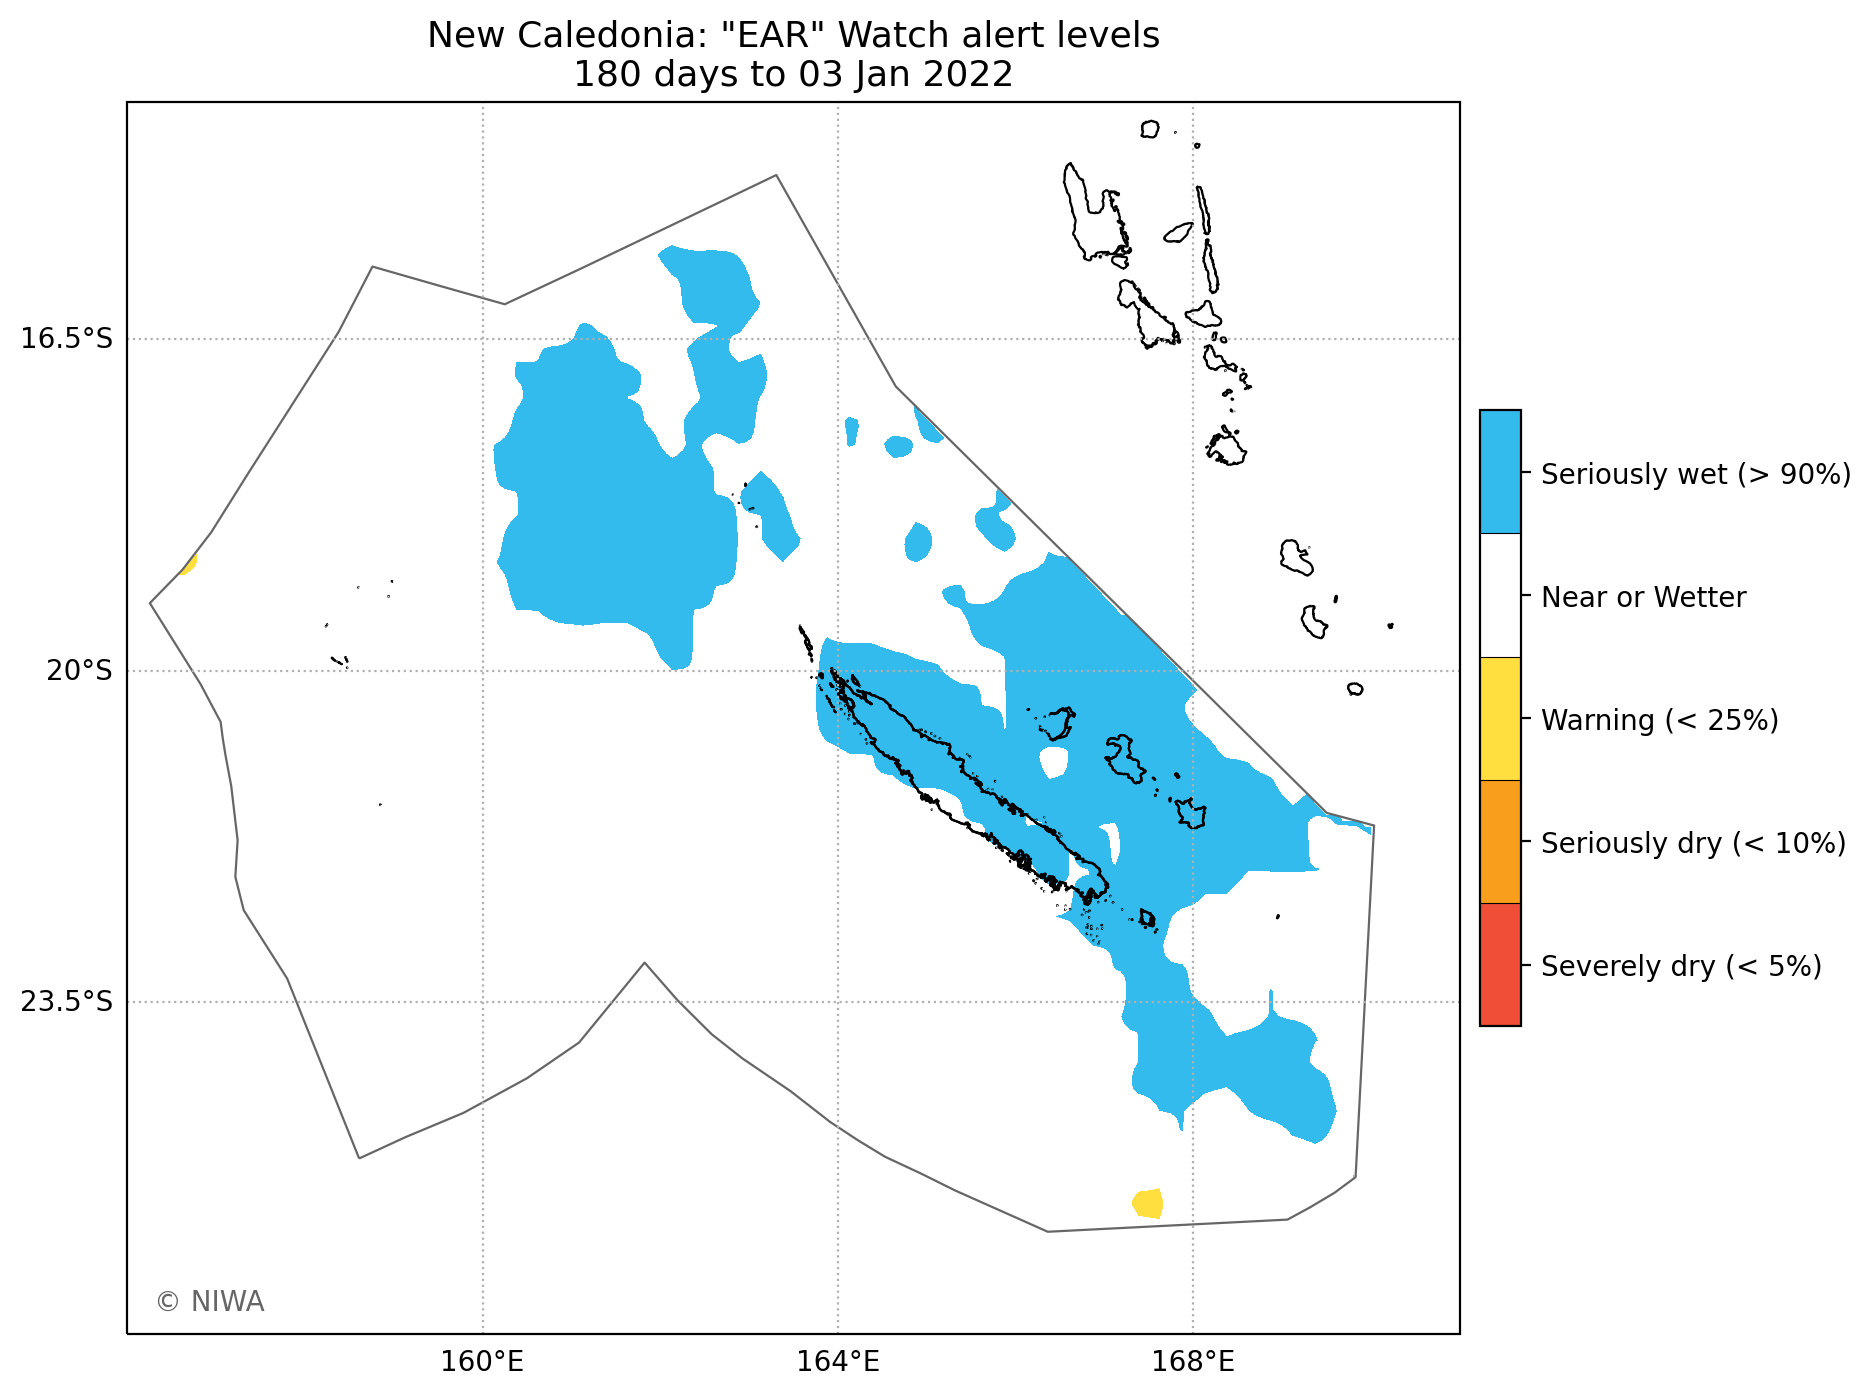 New Caledonia: "EAR" Watch alert levels
180 days to 03 Jan 2022
16.5°S
20°S
23.5°S
160°E
164°E
168°E
Seriously wet (> 90%)
Near or Wetter
Warning (< 25%)
Seriously dry (< 10%)
Severely dry (< 5%)
© NIWA